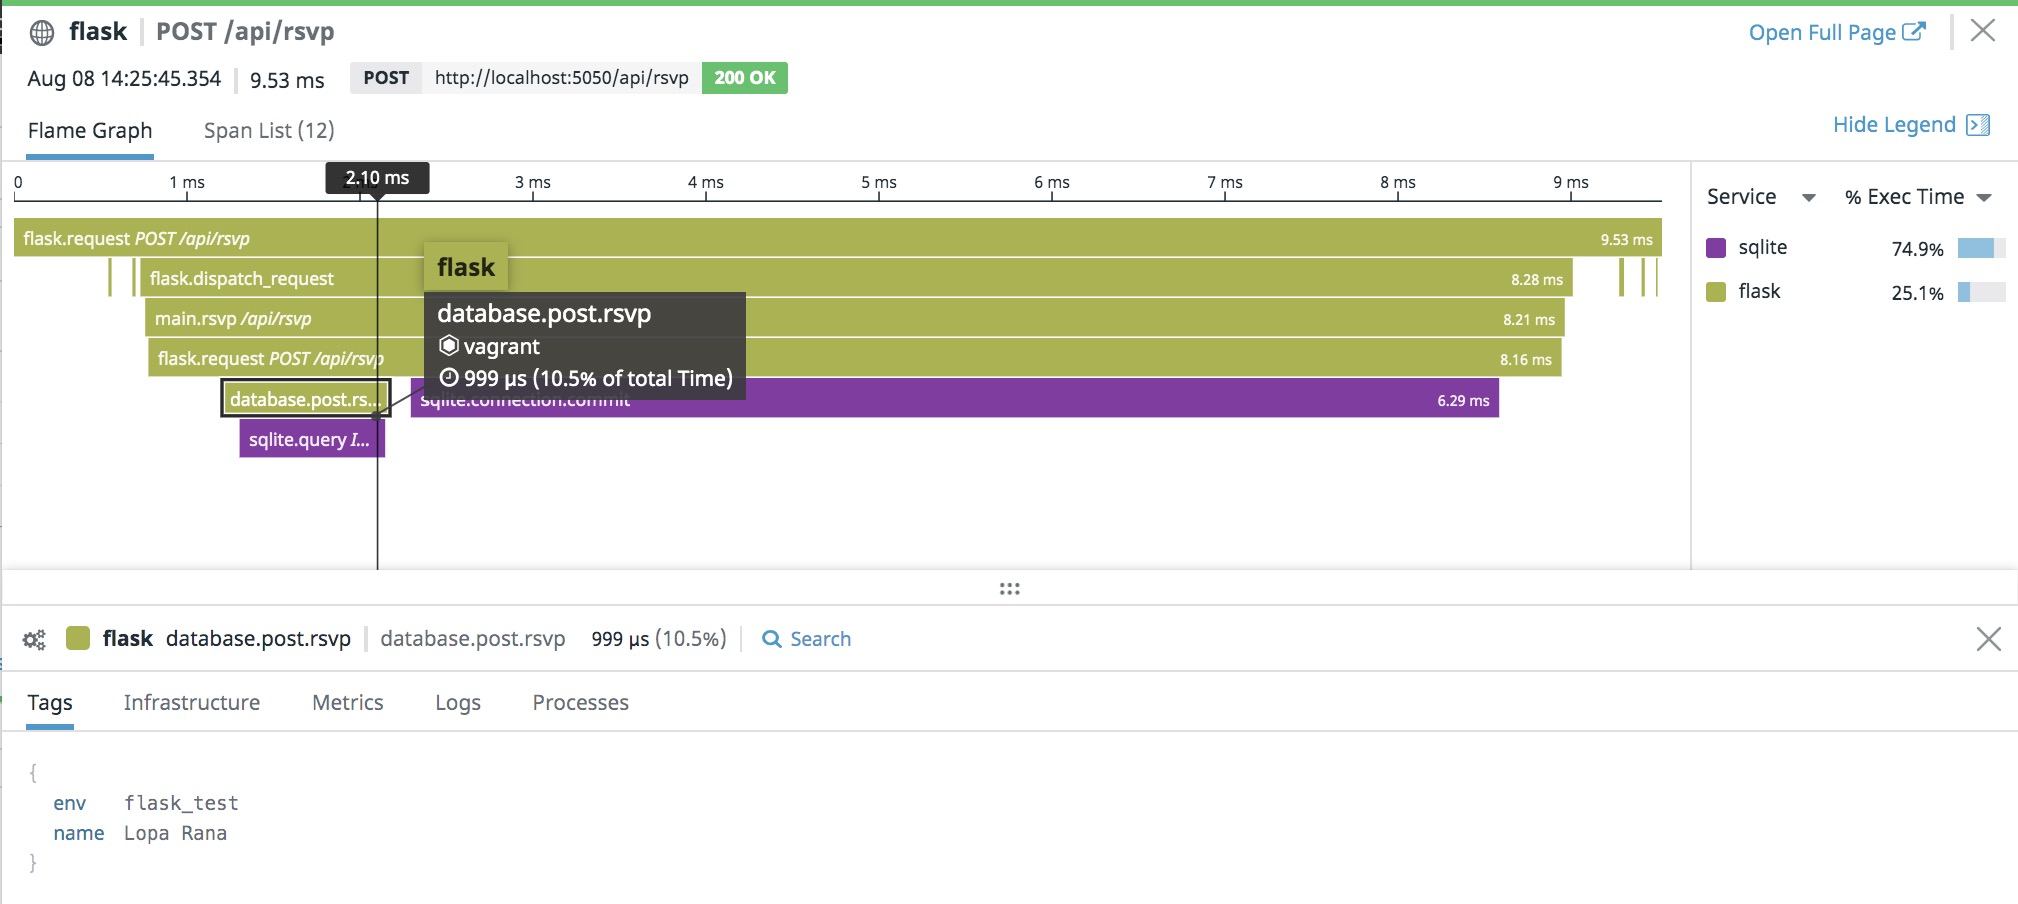 flask POST /api/rsvp Open Full Page
Aug 08 14:25:45.354 9.53 ms POST http://localhost:5050/api/rsvp 200 OK
Flame Graph Span List (12) Hide Legend
0 1 ms 2.10 ms 3 ms 4 ms 5 ms 6 ms 7 ms 8 ms 9 ms
Service % Exec Time
sqlite 74.9%
flask 25.1%
flask.request POST /api/rsvp 9.53 ms
flask.dispatch_request 8.28 ms
main.rsvp /api/rsvp 8.21 ms
flask.request POST /api/rsvp 8.16 ms
database.post.rs... sqlite.connection.commit 6.29 ms
sqlite.query I...
flask
database.post.rsvp
vagrant
999 μs (10.5% of total Time)
flask database.post.rsvp database.post.rsvp 999 μs (10.5%) Search
Tags Infrastructure Metrics Logs Processes
{
env flask_test
name Lopa Rana
}